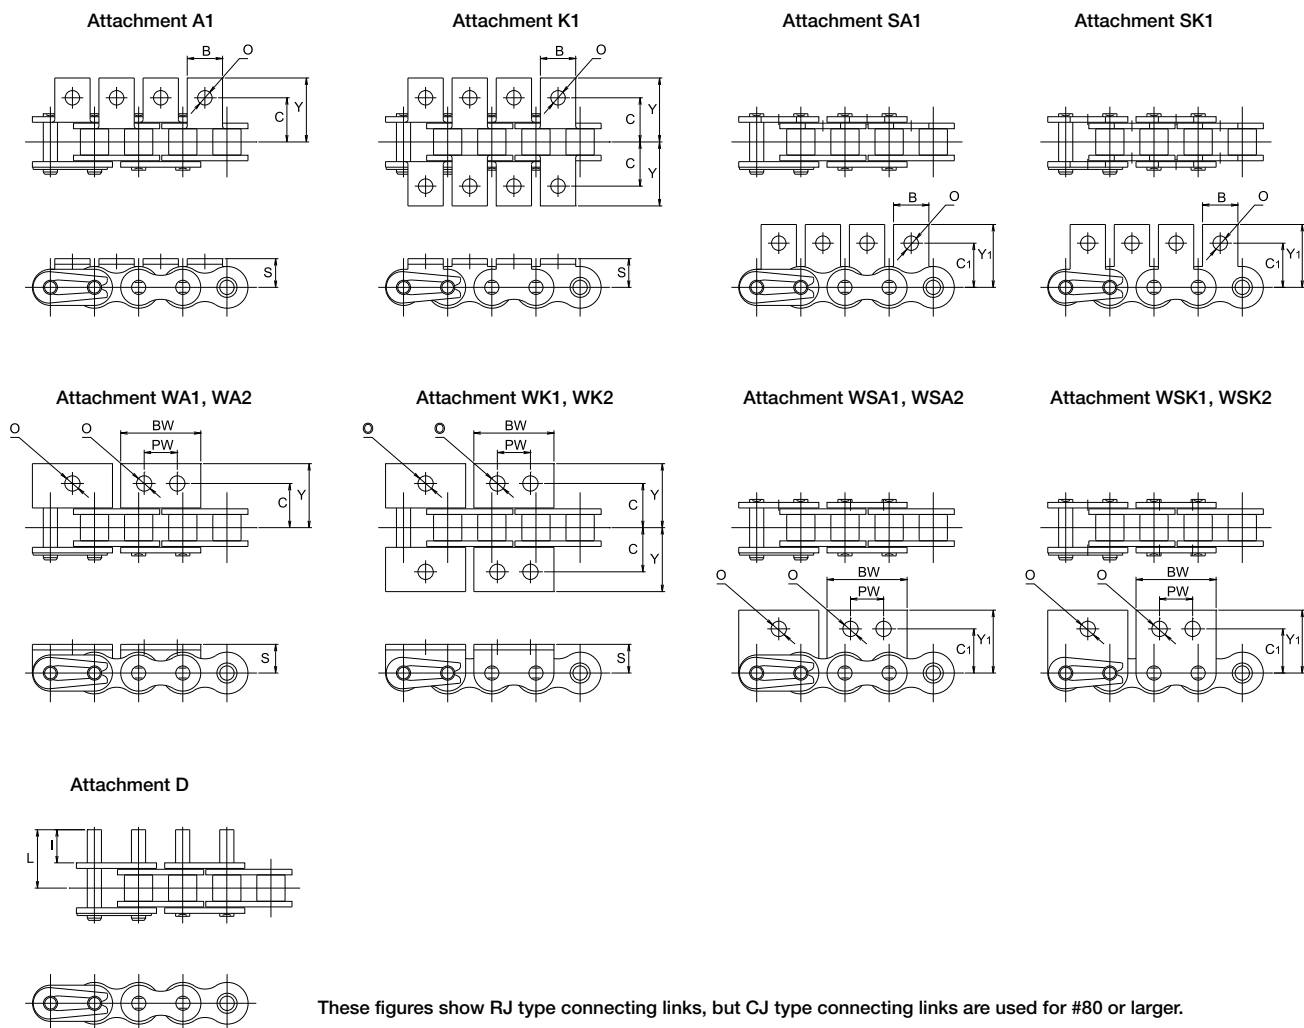 Attachment A1
Attachment K1
Attachment SA1
Attachment SK1
B
O
C
Y
S
B
O
C
Y
C
Y
S
B
O
C1
Y1
B
O
C1
Y1
Attachment WA1, WA2
Attachment WK1, WK2
Attachment WSA1, WSA2
Attachment WSK1, WSK2
O
O
BW
PW
C
Y
S
O
O
BW
PW
C
Y
C
Y
S
O
O
BW
PW
C1
Y1
O
O
BW
PW
C1
Y1
Attachment D
L
I
These figures show RJ type connecting links, but CJ type connecting links are used for #80 or larger.